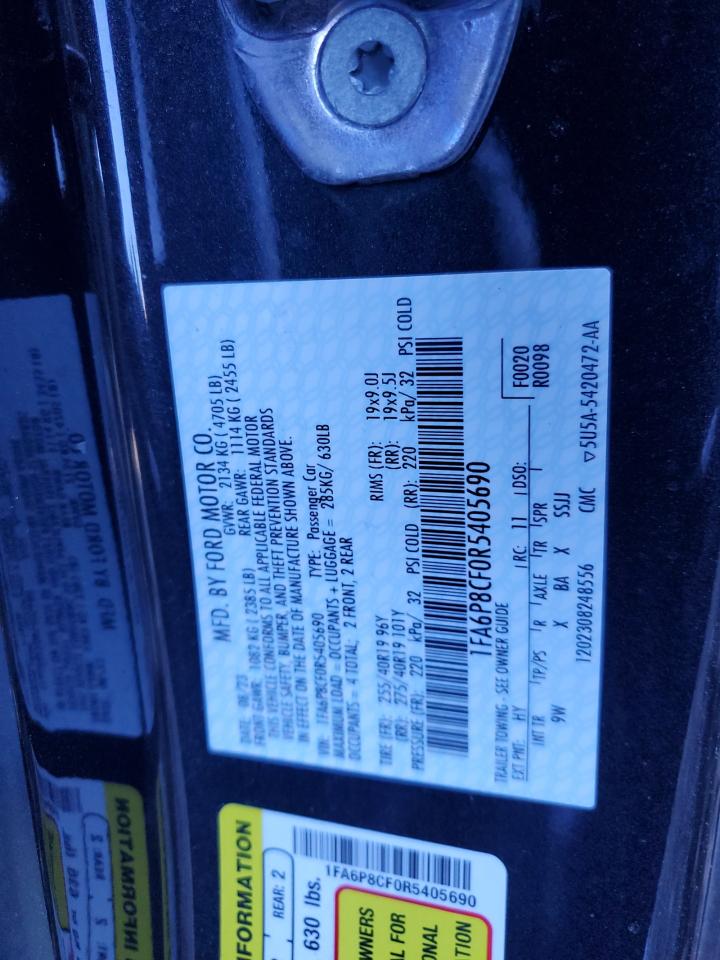 MFD. BY FORD MOTOR CO.
DATE: 08/23 GVWR: 2134 KG ( 4705 LB)
FRONT GAWR: 1082 KG ( 2385 LB) REAR GAWR: 1114 KG ( 2455 LB)
THIS VEHICLE CONFORMS TO ALL APPLICABLE FEDERAL MOTOR
VEHICLE SAFETY, BUMPER, AND THEFT PREVENTION STANDARDS
IN EFFECT ON THE DATE OF MANUFACTURE SHOWN ABOVE.
VIN: 1FA6P8CF0R5405690 TYPE: Passenger Car
MAXIMUM LOAD = OCCUPANTS + LUGGAGE = 285KG/ 630LB
OCCUPANTS = 4 TOTAL: 2 FRONT, 2 REAR
TIRE (FR): 255/40R19 96Y RIMS (FR): 19x9.0J
(RR): 275/40R19 101Y (RR): 19x9.5J
PRESSURE (FR): 220 kPa/ 32 PSI COLD (RR): 220 kPa/ 32 PSI COLD
1FA6P8CF0R5405690
TRAILER TOWING - SEE OWNER GUIDE
EXT PNT: HY RC: 11 DSO: F0020
R0098
INT TR TP/PS R AXLE TR SPR
9W X BA X SSJJ
1202308248556 CMC ▽5U5A-5420472-AA
FORMATION
REAR: 2
630 lbs.
1FA6P8CF0R5405690
WNERS
AL FOR
ONAL
TION